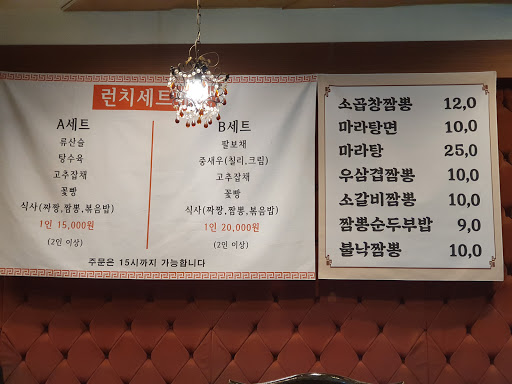 런치세트
A세트
류산슬
탕수육
고추잡채
꽃빵
식사(짜짱,짬뽕,볶음밥)
1인 15,000원
(2인 이상)
B세트
팔보채
중새우(칠리,크림)
고추잡채
꽃빵
식사(짜짱,짬뽕,볶음밥)
1인 20,000원
(2인 이상)
주문은 15시까지 가능합니다
소곱창짬뽕 12,0
마라탕면 10,0
마라탕 25,0
우삼겹짬뽕 10,0
소갈비짬뽕 10,0
짬뽕순두부밥 9,0
불낙짬뽕 10,0